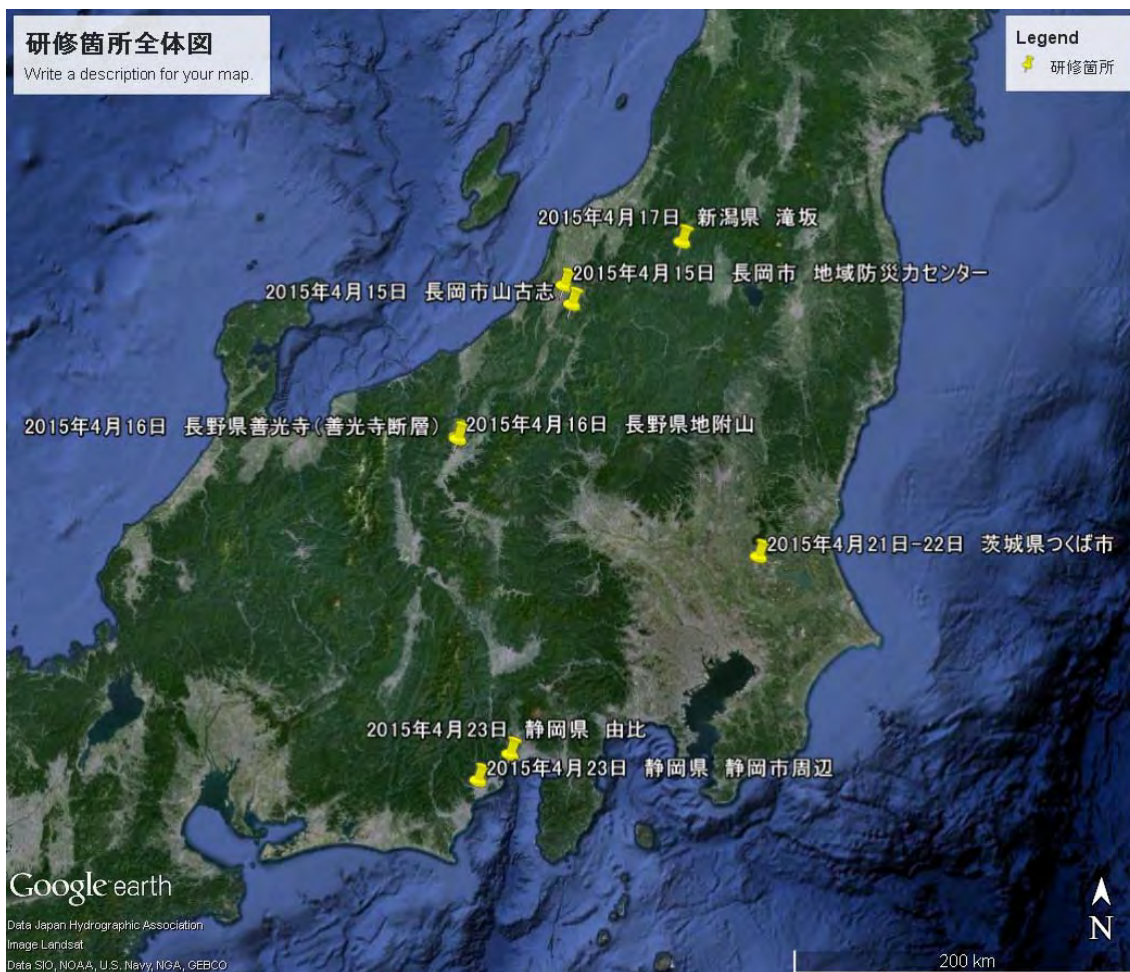 研修箇所全体図
Write a description for your map.
Legend
研修箇所
2015年4月17日 新潟県 滝坂
2015年4月15日 長岡市 地域防災力センター
2015年4月15日 長岡市山古志
2015年4月16日 長野県善光寺(善光寺断層)
2015年4月16日 長野県地附山
2015年4月21日-22日 茨城県つくば市
2015年4月23日 静岡県 由比
2015年4月23日 静岡県 静岡市周辺
Google earth
Data Japan Hydrographic Association
Image Landsat
Data SIO, NOAA, U.S. Navy, NGA, GEBCO
N
200 km